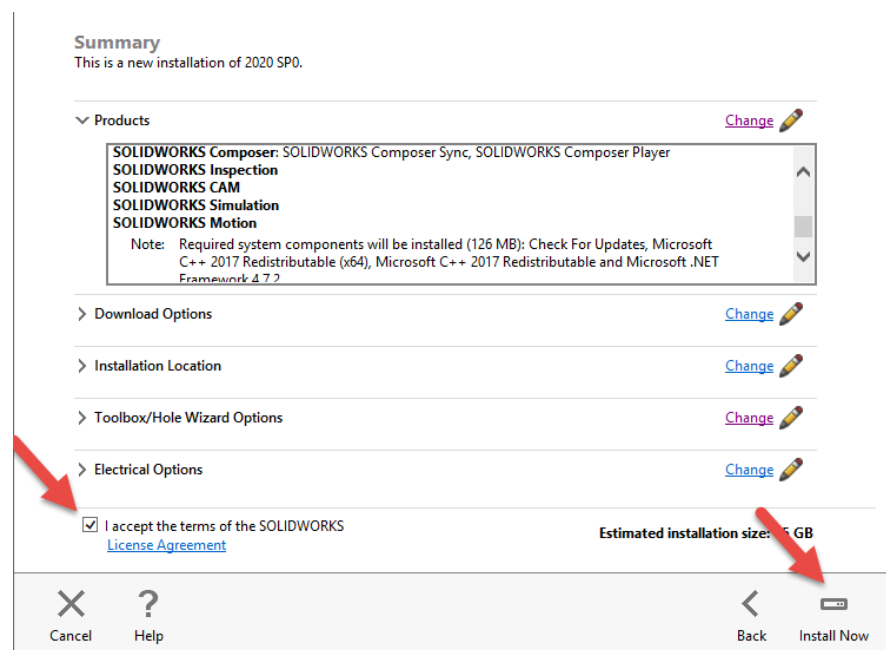 Summary
This is a new installation of 2020 SP0.
Products
Change
SOLIDWORKS Composer: SOLIDWORKS Composer Sync, SOLIDWORKS Composer Player
SOLIDWORKS Inspection
SOLIDWORKS CAM
SOLIDWORKS Simulation
SOLIDWORKS Motion
Note: Required system components will be installed (126 MB): Check For Updates, Microsoft
C++ 2017 Redistributable (x64), Microsoft C++ 2017 Redistributable and Microsoft .NET
Framework 4.7.2
Download Options
Change
Installation Location
Change
Toolbox/Hole Wizard Options
Change
Electrical Options
Change
I accept the terms of the SOLIDWORKS
License Agreement
Estimated installation size: GB
Cancel
Help
Back
Install Now